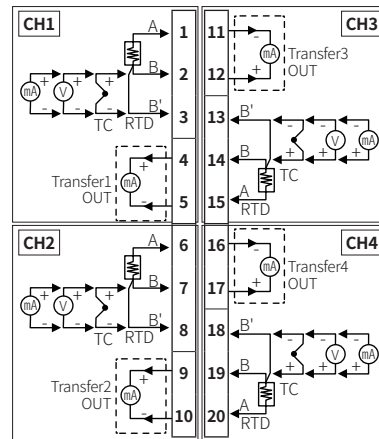 CH1
A
1
+ + +
mA V
B
2
- - -
TC RTD B'
3
Transfer1
OUT
+
mA
-
4
5
11
12
-
mA
+
CH3
Transfer3
OUT
13
B'
- - -
14
B
V mA
+ + +
TC
15
A
RTD
CH2
A
6
+ + +
mA V
B
7
- - -
TC RTD B'
8
Transfer2
OUT
+
mA
-
9
10
16
17
-
mA
+
CH4
Transfer4
OUT
18
B'
- - -
19
B
V mA
+ + +
TC
20
A
RTD